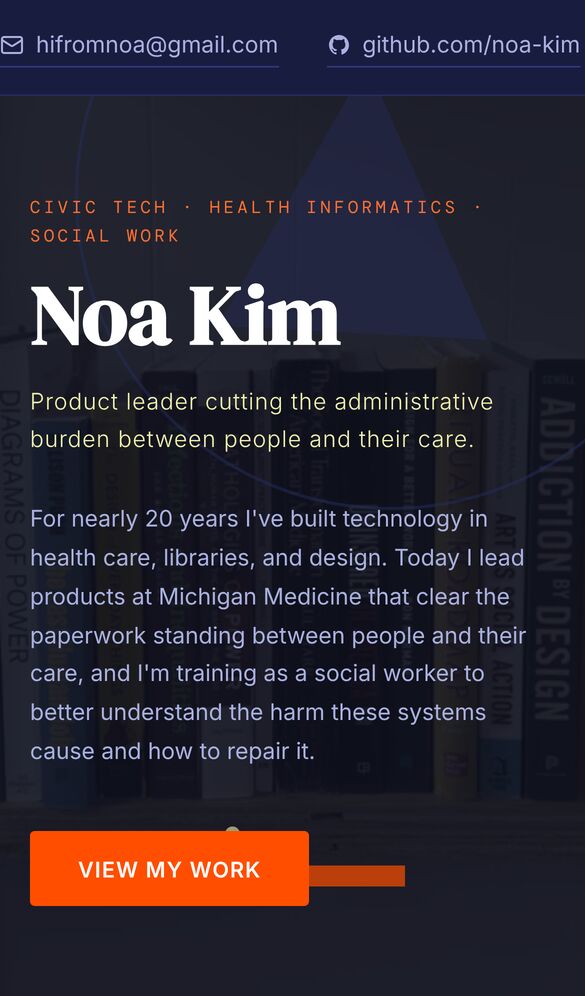 hifromnoa@gmail.com
github.com/noa-kim
CIVIC TECH · HEALTH INFORMATICS ·
SOCIAL WORK
Noa Kim
Product leader cutting the administrative
burden between people and their care.
For nearly 20 years I've built technology in
health care, libraries, and design. Today I lead
products at Michigan Medicine that clear the
paperwork standing between people and their
care, and I'm training as a social worker to
better understand the harm these systems
cause and how to repair it.
VIEW MY WORK
DIAGRAMS OF POWER
ADDICTION BY DESIGN